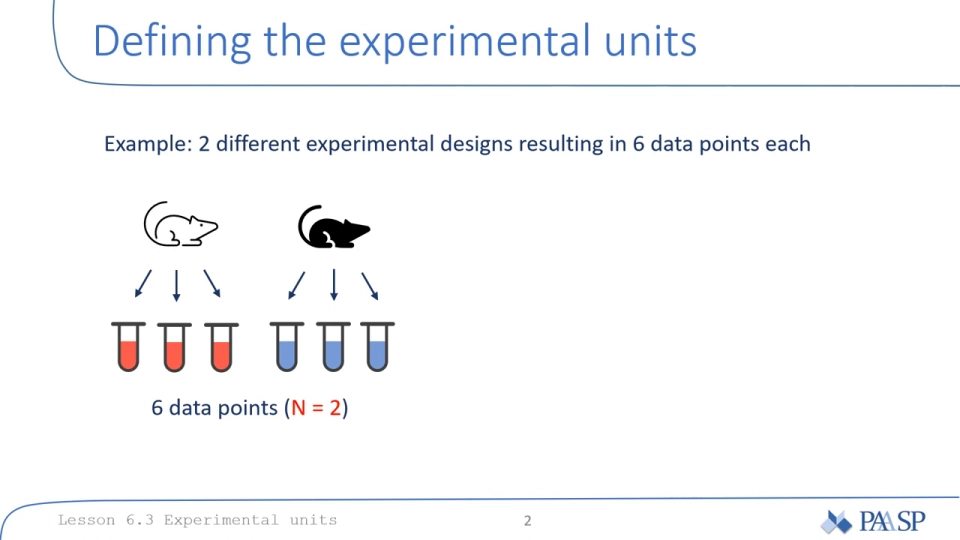 Defining the experimental units
Example: 2 different experimental designs resulting in 6 data points each
6 data points (N = 2)
Lesson 6.3 Experimental units
2
PAASP